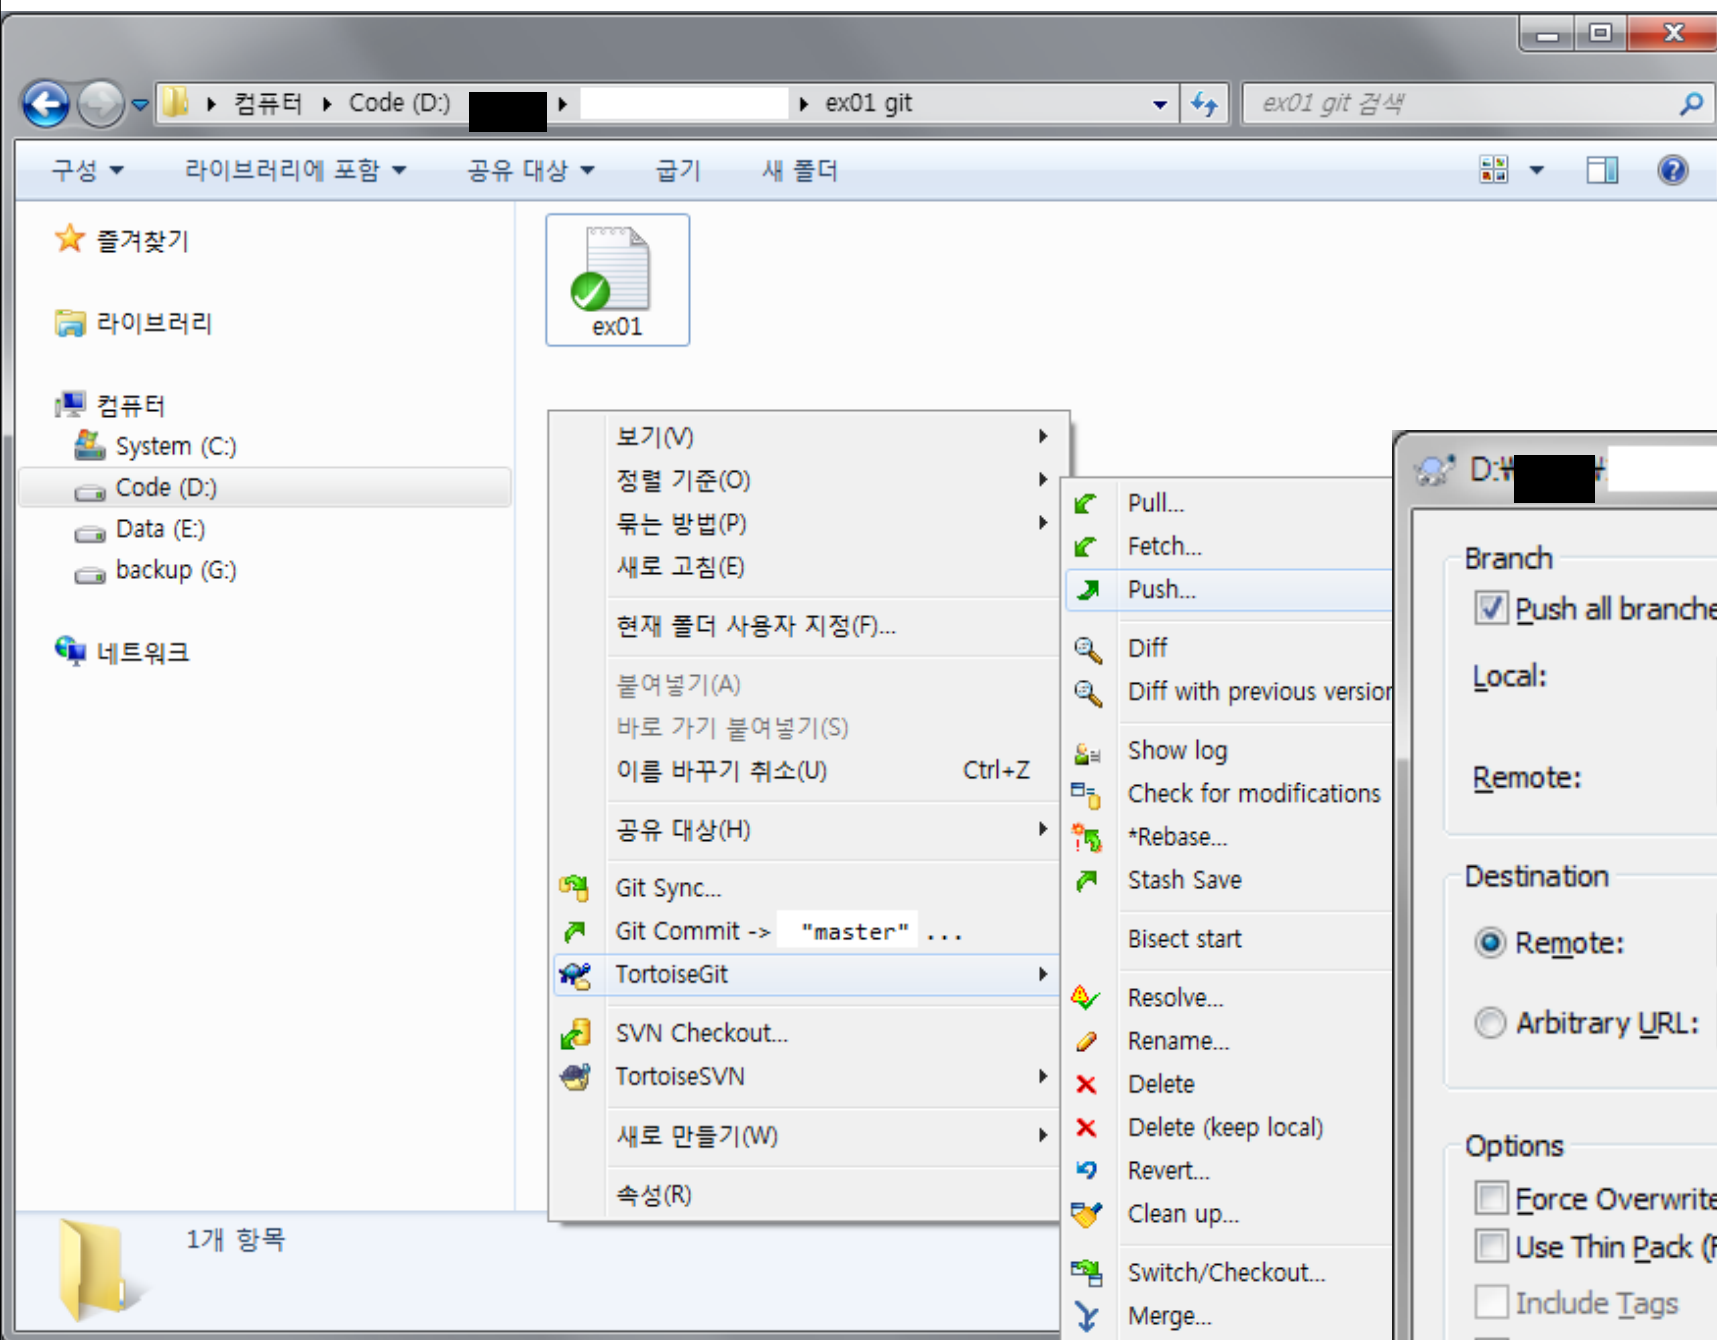 컴퓨터 Code (D:) ex01 git
ex01 git 검색
구성 라이브러리에 포함 공유 대상 굽기 새 폴더
즐겨찾기
라이브러리
컴퓨터
System (C:)
Code (D:)
Data (E:)
backup (G:)
네트워크
ex01
보기(V)
정렬 기준(O)
묶는 방법(P)
새로 고침(E)
현재 폴더 사용자 지정(F)...
붙여넣기(A)
바로 가기 붙여넣기(S)
이름 바꾸기 취소(U) Ctrl+Z
공유 대상(H)
Git Sync...
Git Commit -> "master" ...
TortoiseGit
SVN Checkout...
TortoiseSVN
새로 만들기(W)
속성(R)
Pull...
Fetch...
Push...
Diff
Diff with previous version
Show log
Check for modifications
*Rebase...
Stash Save
Bisect start
Resolve...
Rename...
Delete
Delete (keep local)
Revert...
Clean up...
Switch/Checkout...
Merge...
D:₩
Branch
Push all branche
Local:
Remote:
Destination
Remote:
Arbitrary URL:
Options
Force Overwrite
Use Thin Pack (F
Include Tags
1개 항목